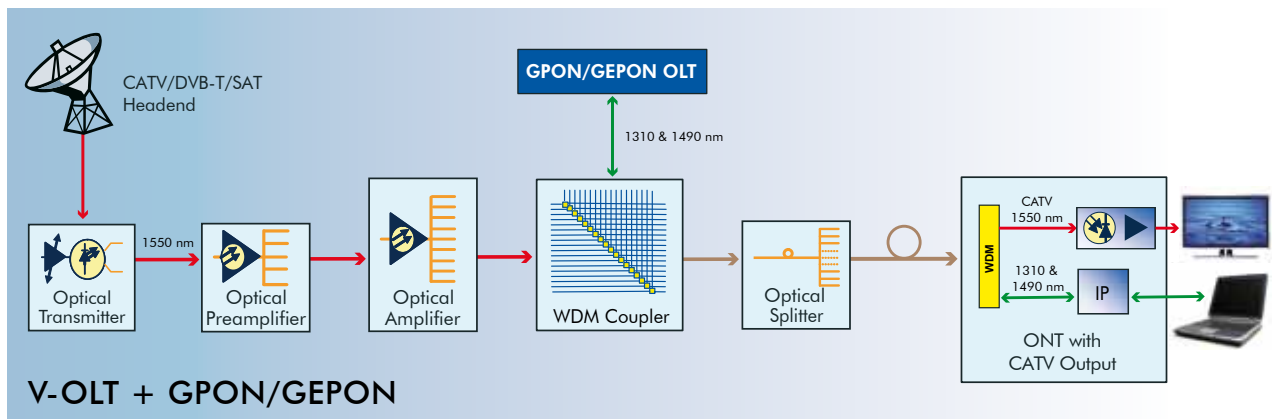 CATV/DVB-T/SAT
Headend
GPON/GEPON OLT
1310 & 1490 nm
1550 nm
Optical
Transmitter
Optical
Preamplifier
Optical
Amplifier
WDM Coupler
Optical
Splitter
WDM
CATV
1550 nm
1310 &
1490 nm
IP
ONT with
CATV Output
V-OLT + GPON/GEPON